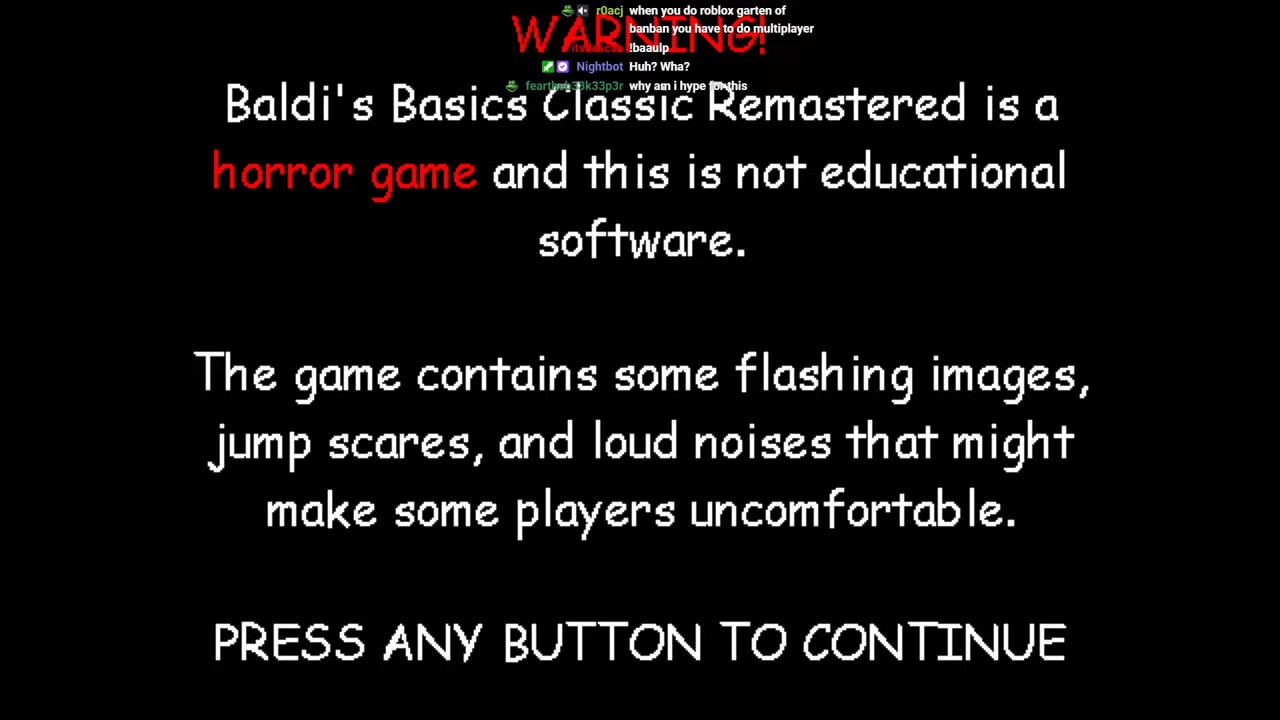 r0acj when you do roblox garten of
banban you have to do multiplayer
WARNING!
!baaulp
Nightbot Huh? Wha?
why am i hype for this
Baldi's Basics Classic Remastered is a
horror game and this is not educational
software.
The game contains some flashing images,
jump scares, and loud noises that might
make some players uncomfortable.
PRESS ANY BUTTON TO CONTINUE